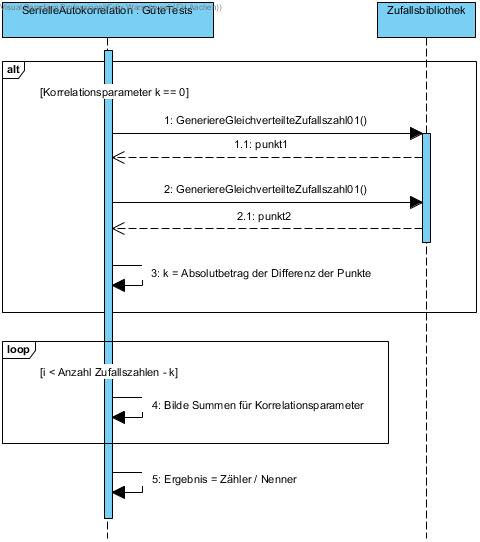 SerielleAutokorrelation : GüteTests
Zufallsbibliothek
alt
[Korrelationsparameter k == 0]
1: GeneriereGleichverteilteZufallszahl01()
1.1: punkt1
2: GeneriereGleichverteilteZufallszahl01()
2.1: punkt2
3: k = Absolutbetrag der Differenz der Punkte
loop
[i < Anzahl Zufallszahlen - k]
4: Bilde Summen für Korrelationsparameter
5: Ergebnis = Zähler / Nenner